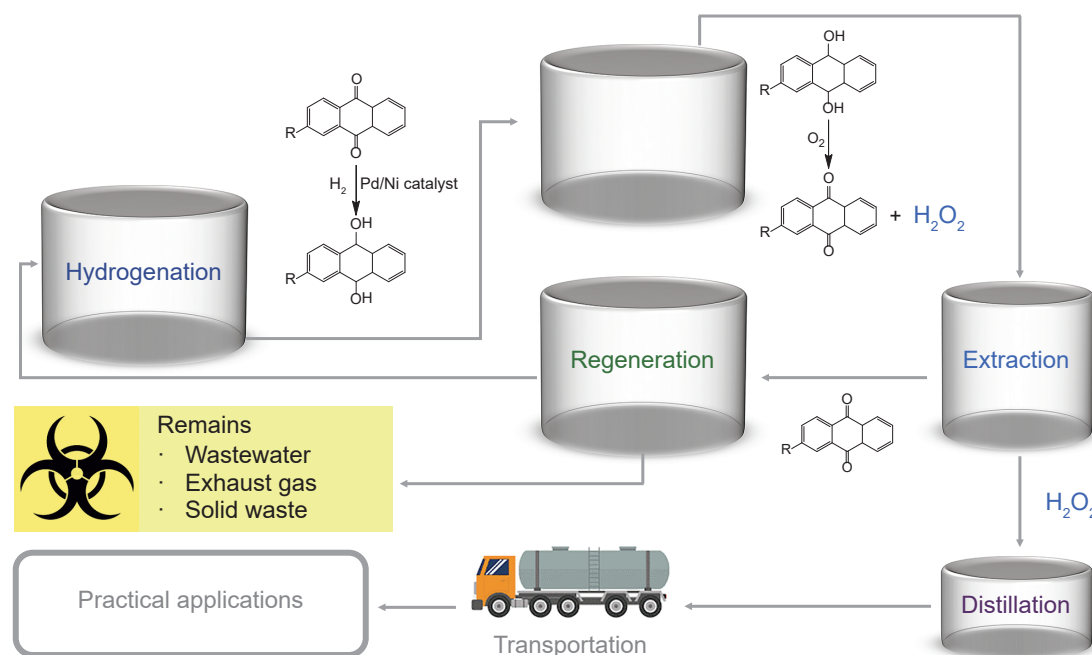 OH
R
OH
O₂
O
R
O
+ H₂O₂
O
R
O
H₂ Pd/Ni catalyst
OH
R
OH
Hydrogenation
Regeneration
Extraction
O
R
O
Remains
· Wastewater
· Exhaust gas
· Solid waste
H₂O₂
Practical applications
Transportation
Distillation